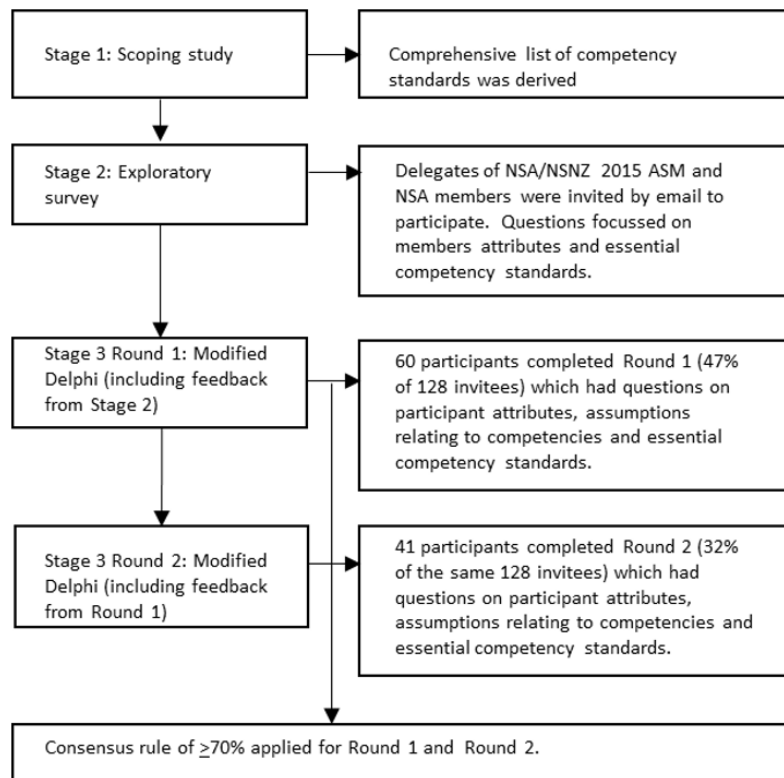 Stage 1: Scoping study
Comprehensive list of competency
standards was derived
Stage 2: Exploratory
survey
Delegates of NSA/NSNZ 2015 ASM and
NSA members were invited by email to
participate. Questions focussed on
members attributes and essential
competency standards.
Stage 3 Round 1: Modified
Delphi (including feedback
from Stage 2)
60 participants completed Round 1 (47%
of 128 invitees) which had questions on
participant attributes, assumptions
relating to competencies and essential
competency standards.
Stage 3 Round 2: Modified
Delphi (including feedback
from Round 1)
41 participants completed Round 2 (32%
of the same 128 invitees) which had
questions on participant attributes,
assumptions relating to competencies and
essential competency standards.
Consensus rule of ≥70% applied for Round 1 and Round 2.